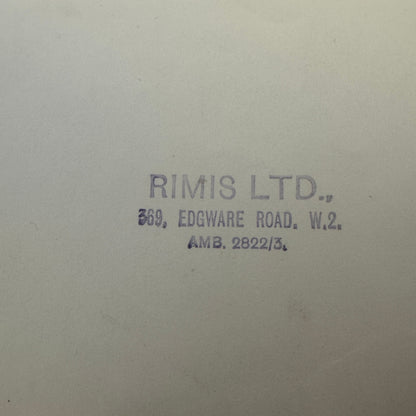 RIMIS LTD.,
369, EDGWARE ROAD. W.2.
AMB. 2822/3.